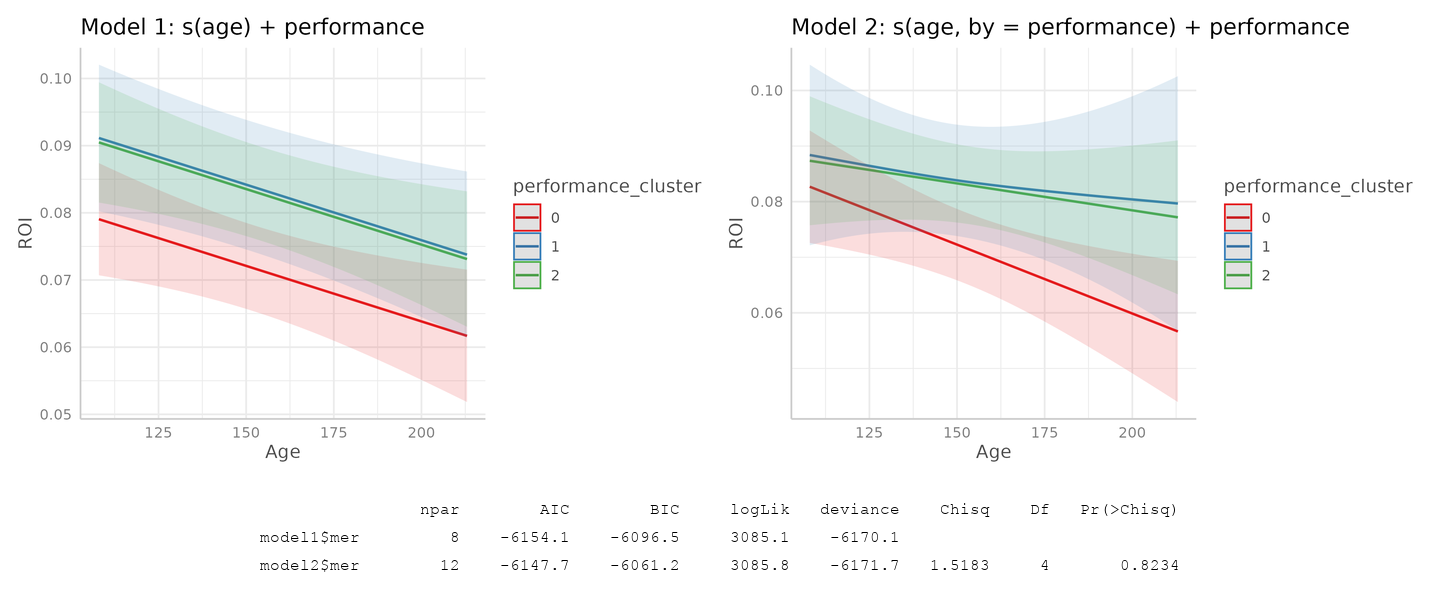 Model 1: s(age) + performance
0.10
0.09
0.08
0.07
0.06
0.05
ROI
125 150 175 200
Age
performance_cluster
0
1
2
Model 2: s(age, by = performance) + performance
0.10
0.08
0.06
ROI
125 150 175 200
Age
performance_cluster
0
1
2
npar AIC BIC logLik deviance Chisq Df Pr(>Chisq)
model1$mer 8 -6154.1 -6096.5 3085.1 -6170.1
model2$mer 12 -6147.7 -6061.2 3085.8 -6171.7 1.5183 4 0.8234